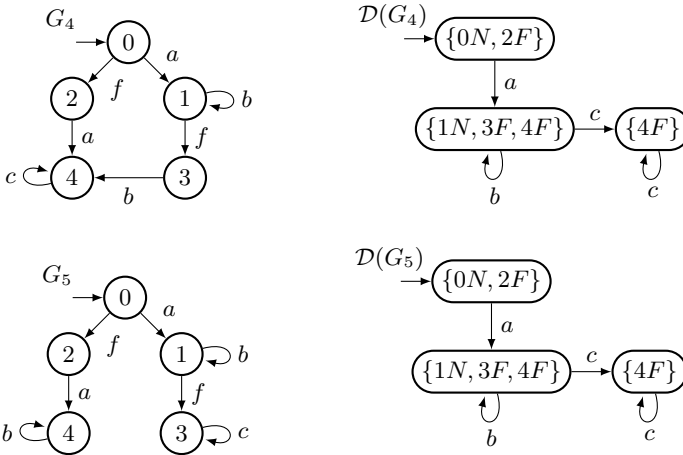 G₄
0
a
f
2
1
b
a
f
c
4
b
3
𝒟(G₄)
{0N, 2F}
a
{1N, 3F, 4F}
c
{4F}
b
c
G₅
0
f
a
2
1
b
a
f
b
4
3
c
𝒟(G₅)
{0N, 2F}
a
{1N, 3F, 4F}
c
{4F}
b
c